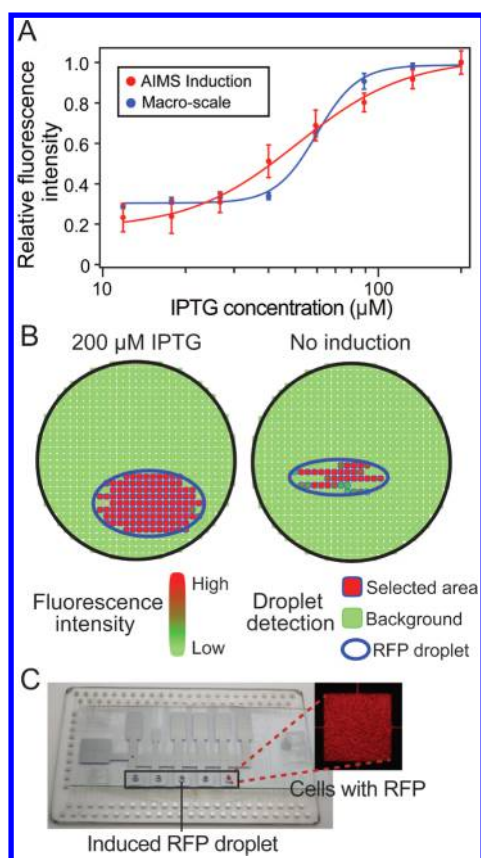 A
Relative fluorescence
intensity
1.0
0.8
0.6
0.4
0.2
0
AIMS Induction
Macro-scale
10
100
IPTG concentration (µM)
B
200 µM IPTG
No induction
Fluorescence
intensity
High
Low
Droplet
detection
Selected area
Background
RFP droplet
C
Cells with RFP
Induced RFP droplet